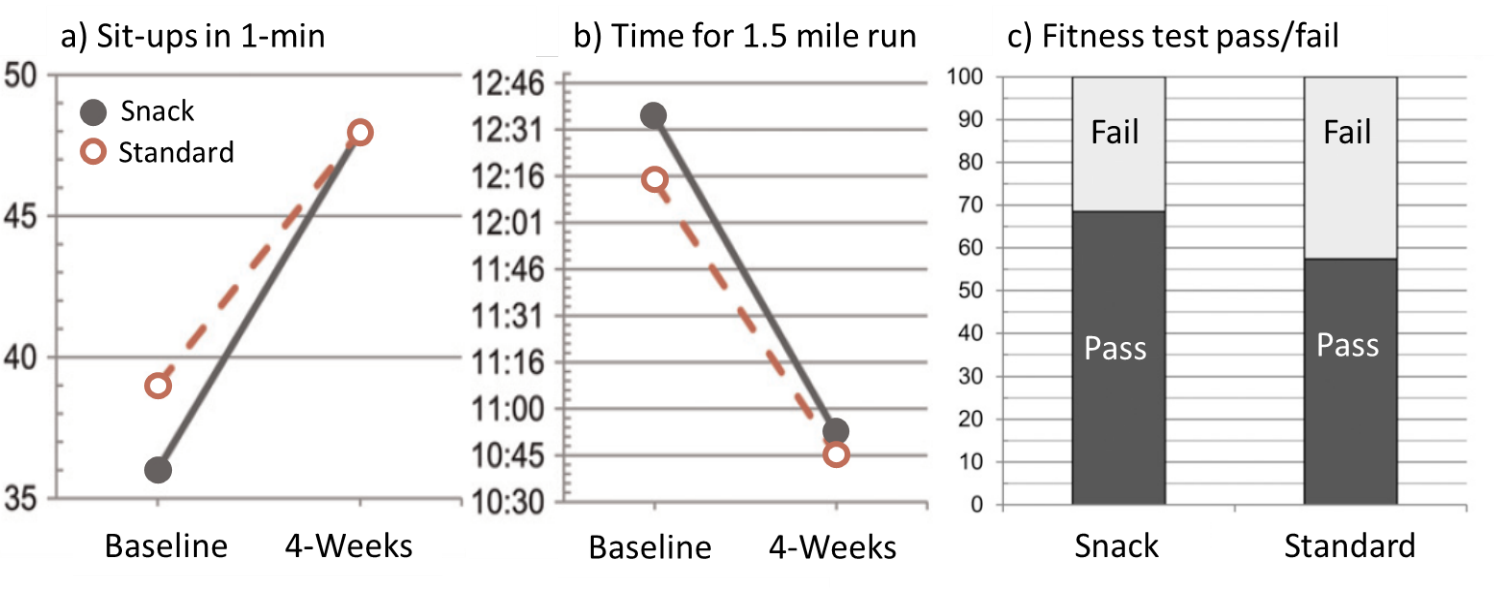 a) Sit-ups in 1-min
50
45
40
35
Snack
Standard
Baseline
4-Weeks
b) Time for 1.5 mile run
12:46
12:31
12:16
12:01
11:46
11:31
11:16
11:00
10:45
10:30
Baseline
4-Weeks
c) Fitness test pass/fail
100
90
80
70
60
50
40
30
20
10
0
Fail
Fail
Pass
Pass
Snack
Standard